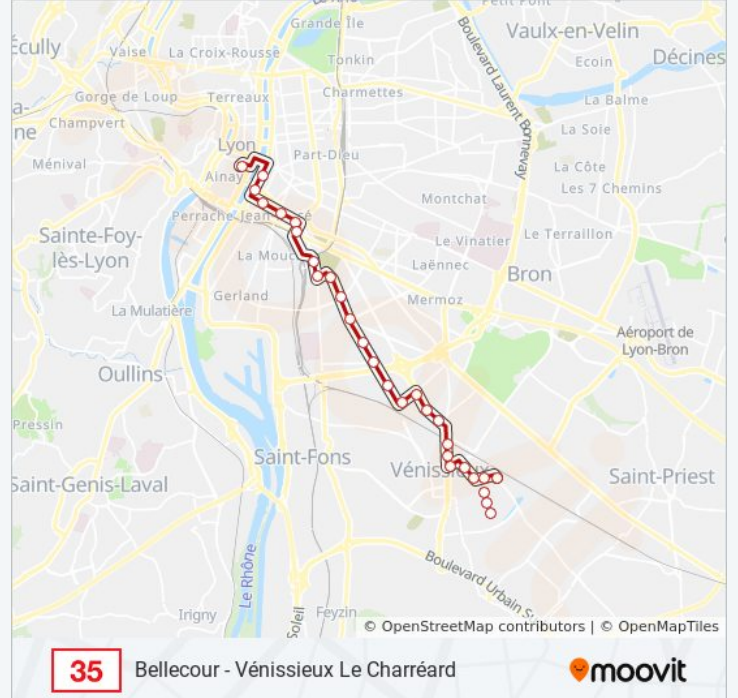 Petit Pont
Grande Île
Vaulx-en-Velin
Écully
Vaise
La Croix-Rousse
Tonkin
Ecoin
Décines
Gorge de Loup
Terreaux
Charmettes
La Balme
Champvert
Boulevard Laurent Bonnevay
La Soie
Lyon
Ménival
Part-Dieu
La Côte
Ainay
Les 7 Chemins
Montchat
Perrache
Sainte-Foy-
lès-Lyon
Le Vinatier
Le Terraillon
La Mouc
Laënnec
Bron
Gerland
Mermoz
La Mulatière
Aéroport de
Lyon-Bron
Oullins
Pressin
Saint-Fons
Vénissieux
Saint-Priest
Saint-Genis-Laval
Le Rhône
Boulevard Urbain S
Irigny
Soleil
Feyzin
© OpenStreetMap contributors | © OpenMapTiles
35
Bellecour - Vénissieux Le Charréard
moovit